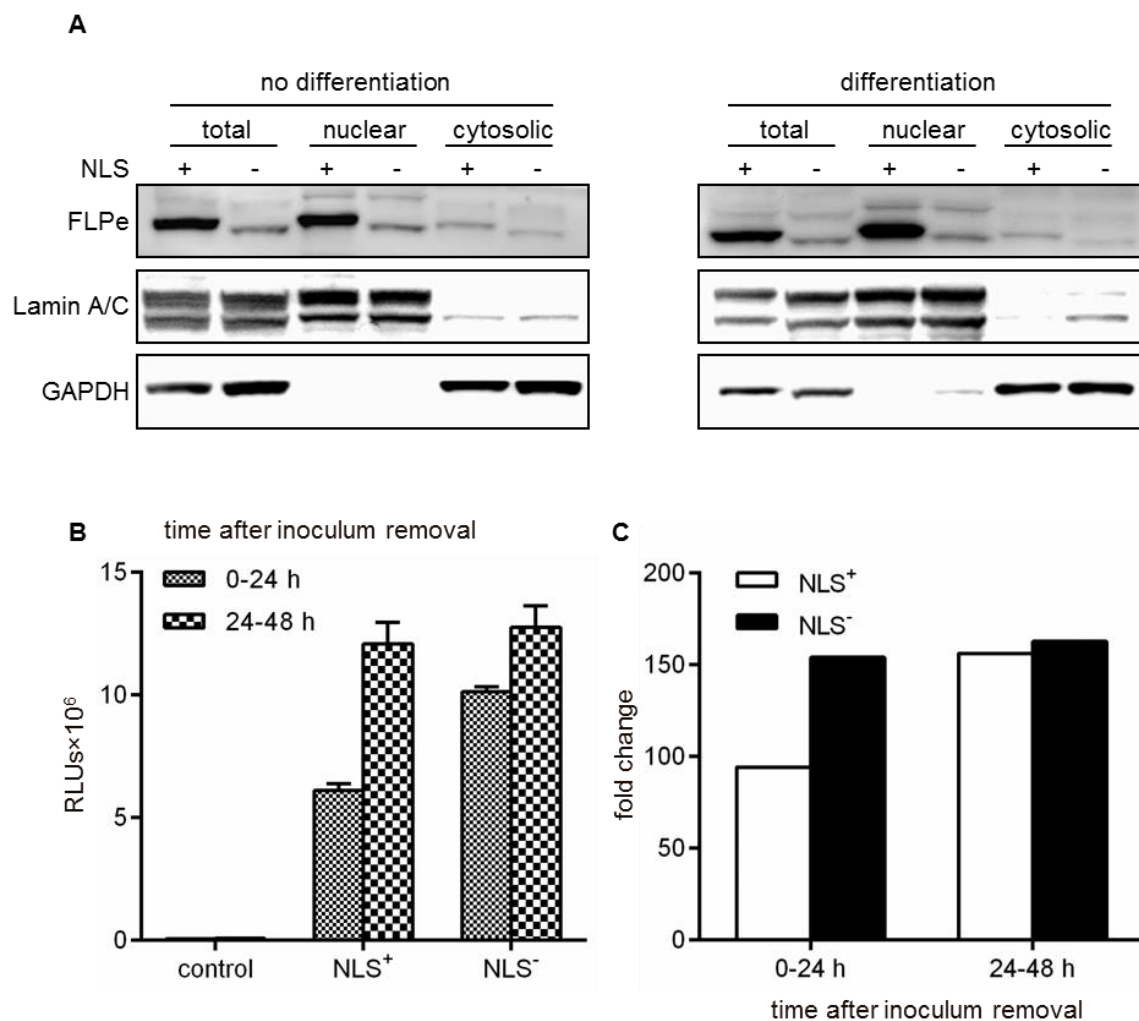 A
no differentiation
differentiation
total nuclear cytosolic
total nuclear cytosolic
NLS + - + - + -
+ - + - + -
FLPe
Lamin A/C
GAPDH
B
time after inoculum removal
0-24 h
24-48 h
RLUs×10⁶
15
10
5
0
control NLS⁺ NLS⁻
C
NLS⁺
NLS⁻
fold change
200
150
100
50
0
0-24 h 24-48 h
time after inoculum removal